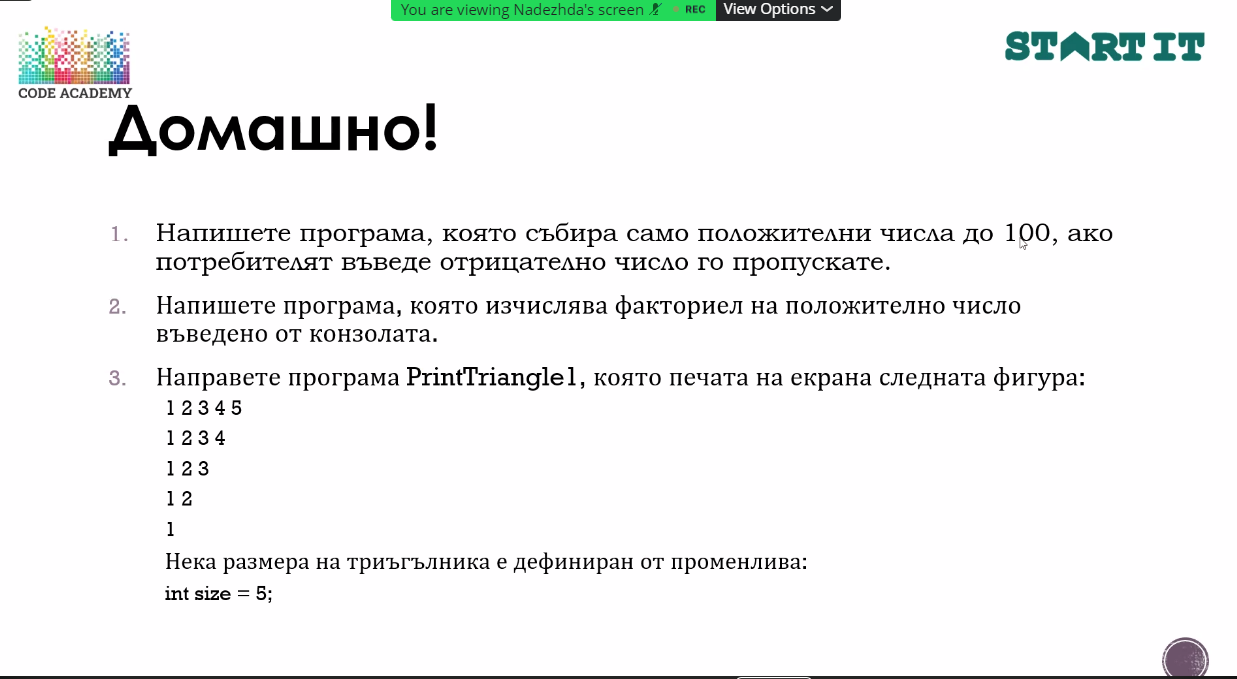 You are viewing Nadezhda's screen REC View Options
CODE ACADEMY
START IT
Домашно!
1. Напишете програма, която събира само положителни числа до 100, ако
потребителят въведе отрицателно число го пропускате.
2. Напишете програма, която изчислява факториел на положително число
въведено от конзолата.
3. Направете програма PrintTriangle1, която печата на екрана следната фигура:
1 2 3 4 5
1 2 3 4
1 2 3
1 2
1
Нека размера на триъгълника е дефиниран от променлива:
int size = 5;